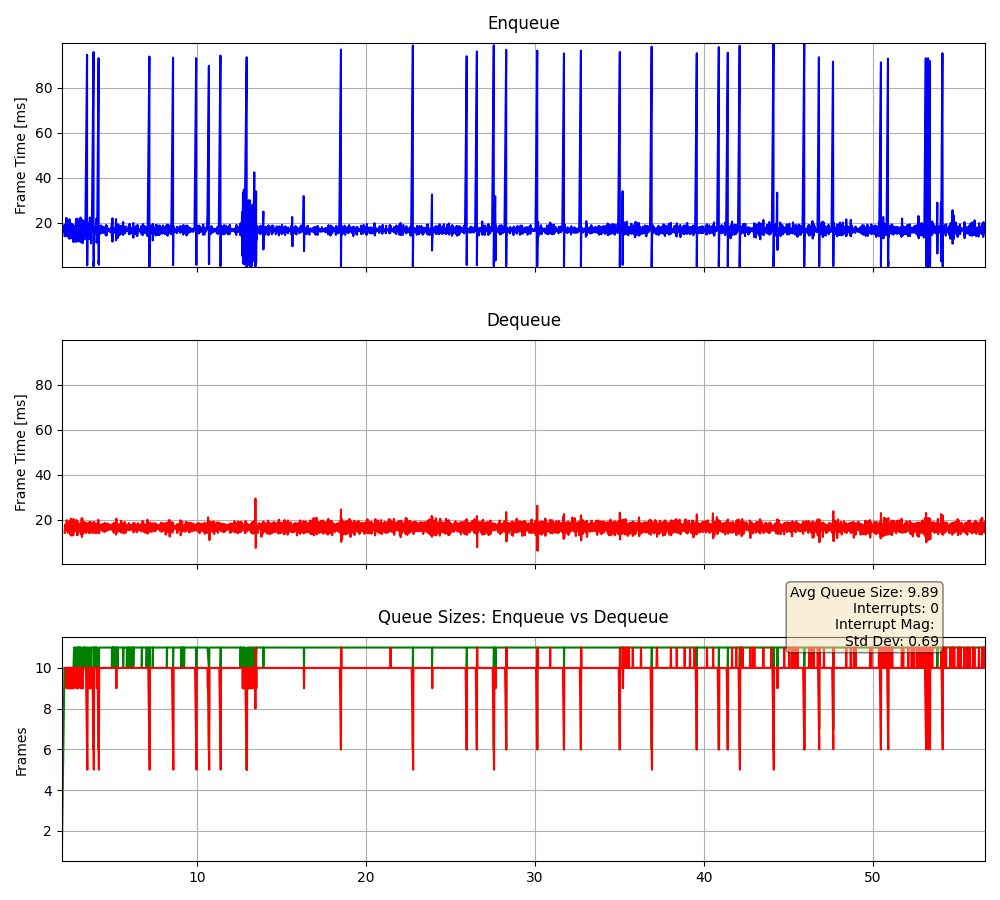 Enqueue
Frame Time [ms]
80
60
40
20
Dequeue
Frame Time [ms]
80
60
40
20
Queue Sizes: Enqueue vs Dequeue
Avg Queue Size: 9.89
Interrupts: 0
Interrupt Mag:
Std Dev: 0.69
Frames
10
8
6
4
2
10
20
30
40
50